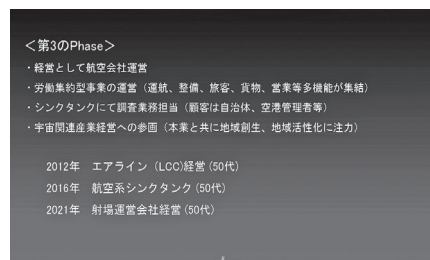 ＜第3のPhase＞
・経営として航空会社運営
・労働集約型事業の運営（運航、整備、旅客、貨物、営業等多機能が集結）
・シンクタンクにて調査業務担当（顧客は自治体、空港管理者等）
・宇宙関連産業経営への参画（本業と共に地域創生、地域活性化に注力）
2012年　エアライン（LCC)経営(50代)
2016年　航空系シンクタンク(50代)
2021年　射場運営会社経営(50代)